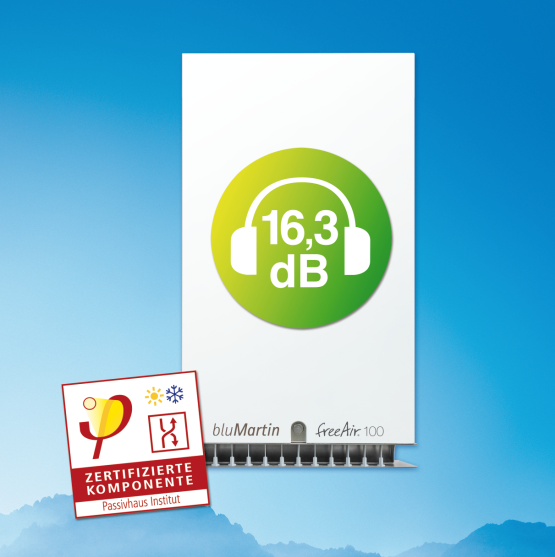 16,3
dB
bluMartin freeAir 100
ZERTIFIZIERTE
KOMPONENTE
Passivhaus Institut